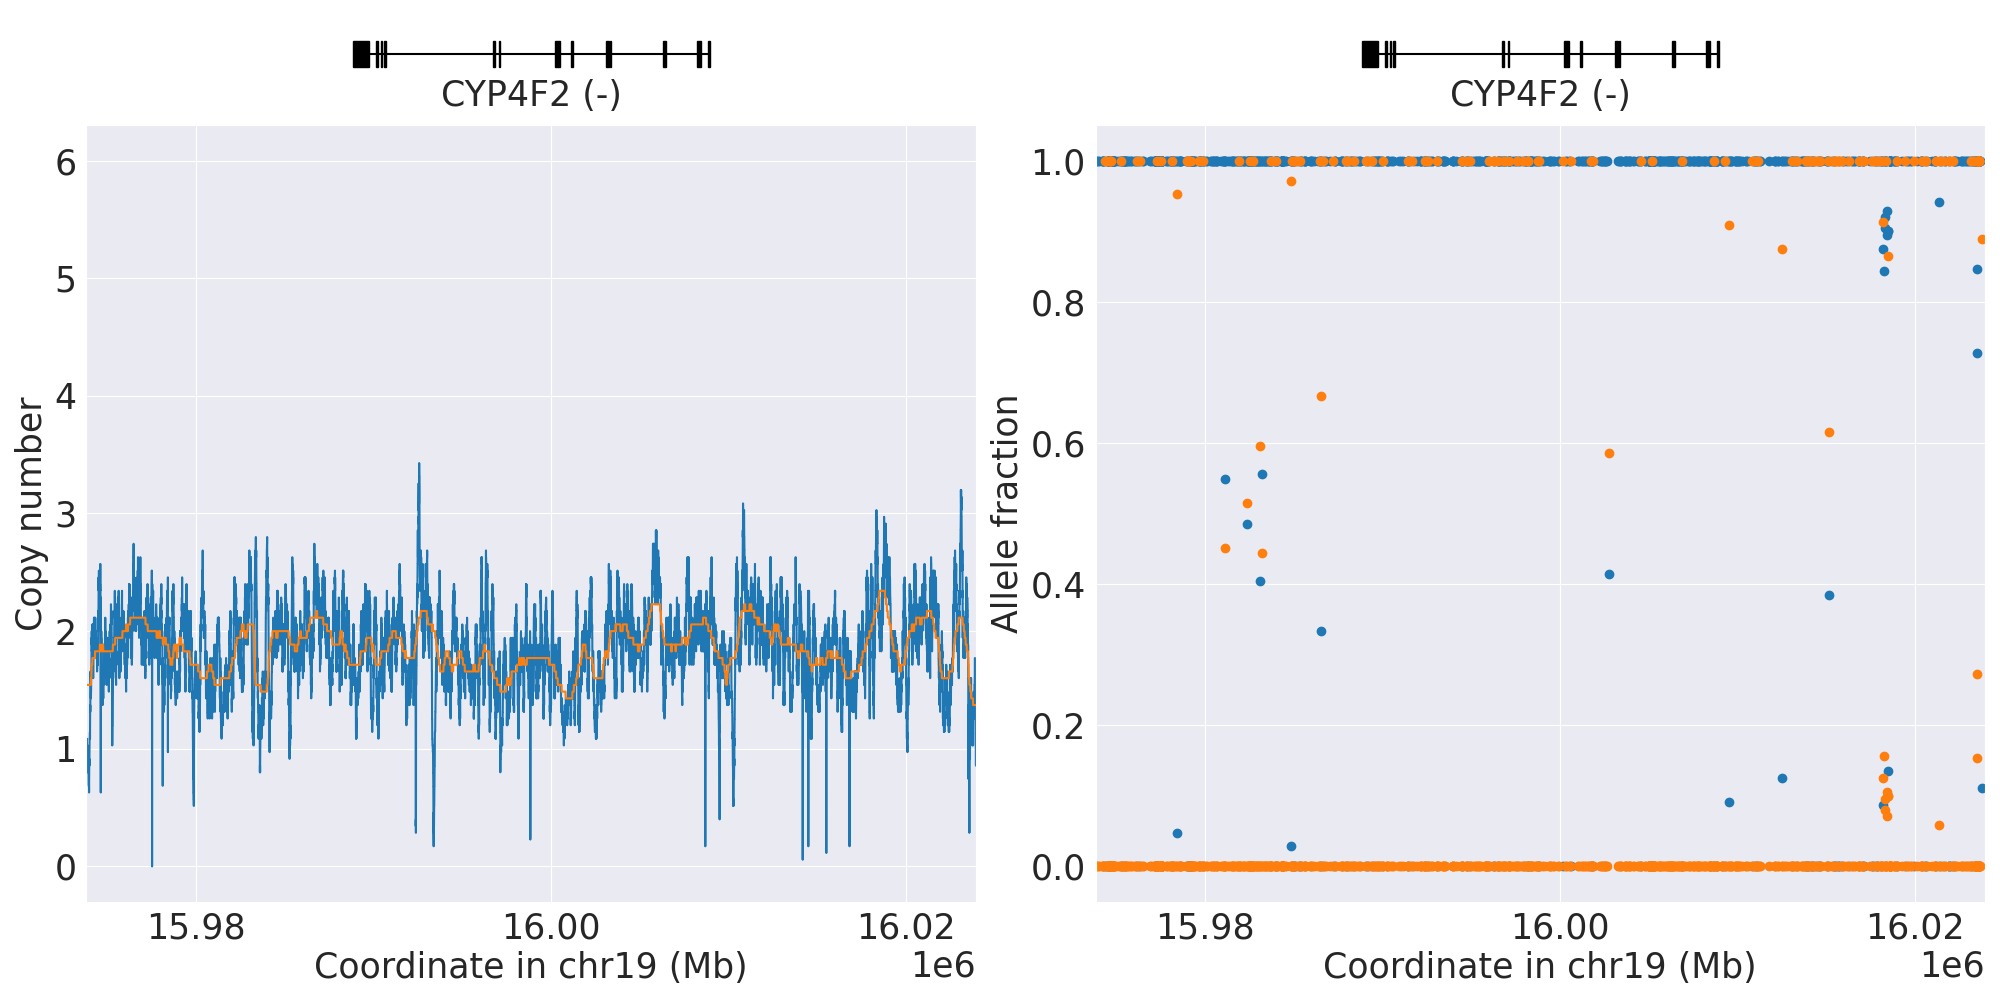 CYP4F2 (-)
6
5
4
3
2
1
0
Copy number
15.98
16.00
16.02
Coordinate in chr19 (Mb)
1e6
CYP4F2 (-)
1.0
0.8
0.6
0.4
0.2
0.0
Allele fraction
15.98
16.00
16.02
Coordinate in chr19 (Mb)
1e6